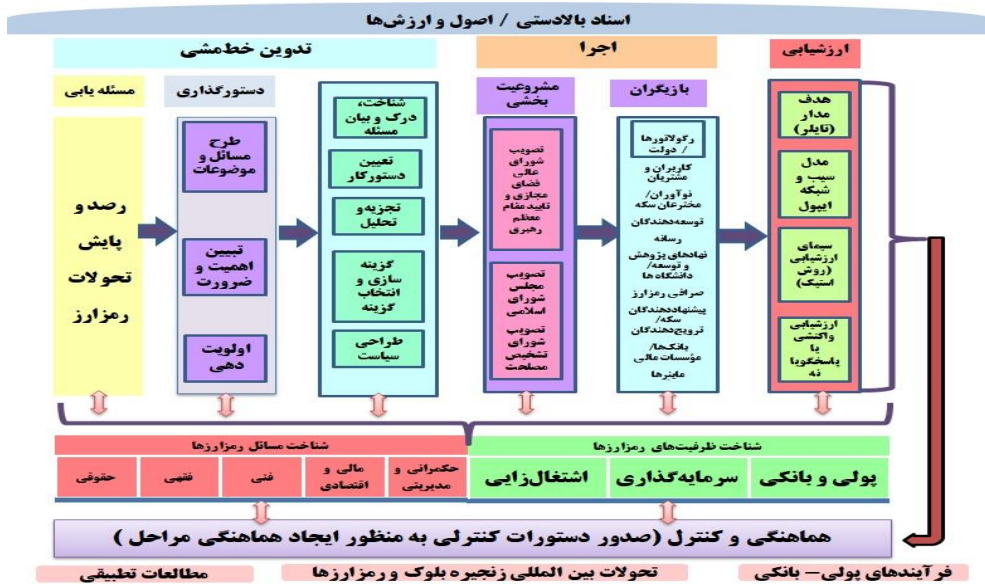 اسناد بالادستی / اصول و ارزش‌ها
تدوین خط‌مشی
اجرا
ارزشیابی
مسئله یابی
رصد و
پایش
تحولات
رمزارز
دستورگذاری
طرح
مسائل و
موضوعات
تبیین
اهمیت و
ضرورت
اولویت
دهی
شناخت،
درک و بیان
مسئله
تعیین
دستورکار
تجزیه و
تحلیل
گزینه
سازی و
انتخاب
گزینه
طراحی
سیاست
مشروعیت
بخشی
تصویب
شورای
عالی
فضای
مجازی و
تایید مقام
معظم
رهبری
تصویب
مجلس
شورای
اسلامی
تصویب
شورای
تشخیص
مصلحت
بازیگران
رگولاتورها
/ دولت
کاربران و
مشتریان
نوآوران/
مخترعان سکه
توسعه‌دهندگان
رسانه
نهادهای پژوهش
و توسعه/
دانشگاه ها
صرافی رمزارز
پیشنهاددهندگان
سکه/
ترویج‌دهندگان
بانک‌ها/
مؤسسات مالی
ماینرها
هدف
مدار
(تایلر)
مدل
سیب و
شبکه
ایپول
سیمای
ارزشیابی
(روش
استیک)
ارزشیابی
واکنشی
یا
پاسخگویا
نه
شناخت مسائل رمزارزها
حقوقی
فقهی
فنی
مالی و
اقتصادی
حکمرانی و
مدیریتی
شناخت ظرفیت‌های رمزارزها
اشتغال‌زایی
سرمایه‌گذاری
پولی و بانکی
هماهنگی و کنترل (صدور دستورات کنترلی به منظور ایجاد هماهنگی مراحل )
مطالعات تطبیقی
تحولات بین المللی زنجیره بلوک و رمزارزها
فرآیندهای پولی– بانکی